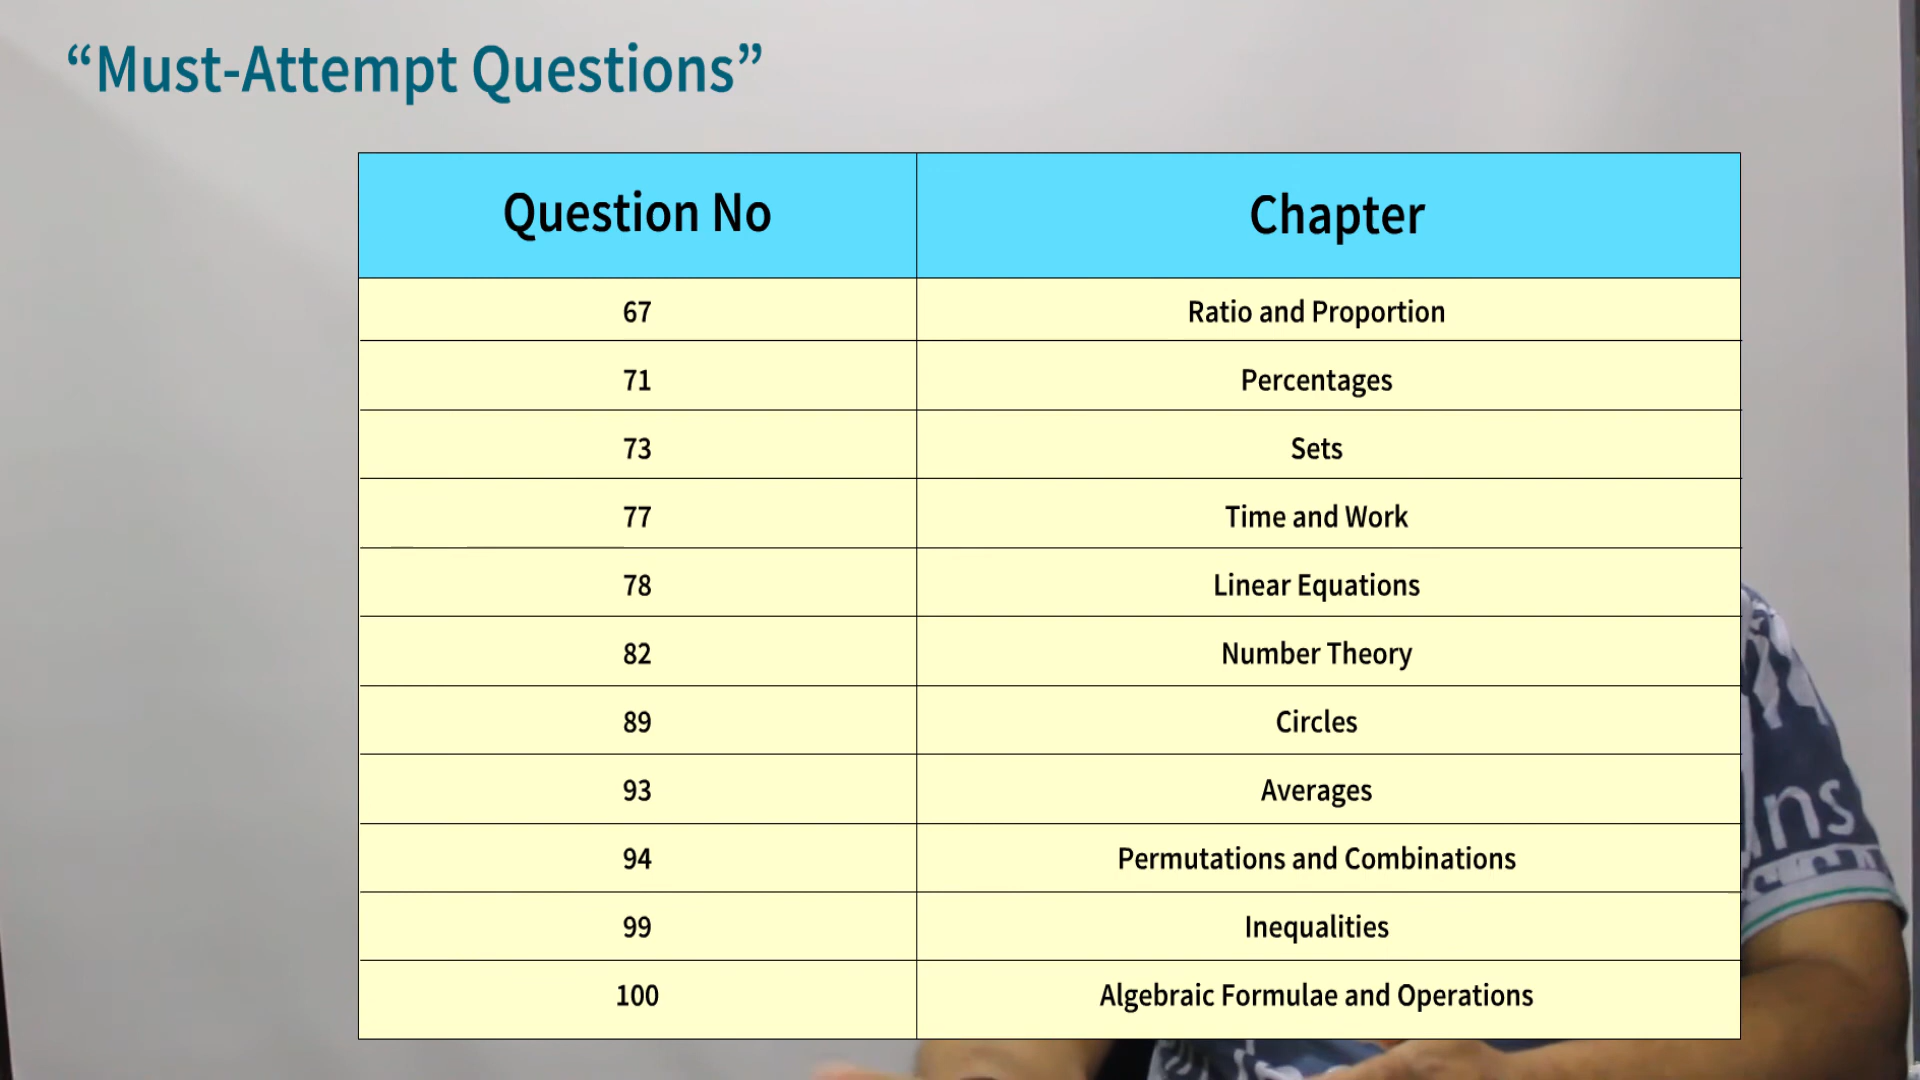 “Must-Attempt Questions”
Question No Chapter
67 Ratio and Proportion
71 Percentages
73 Sets
77 Time and Work
78 Linear Equations
82 Number Theory
89 Circles
93 Averages
94 Permutations and Combinations
99 Inequalities
100 Algebraic Formulae and Operations